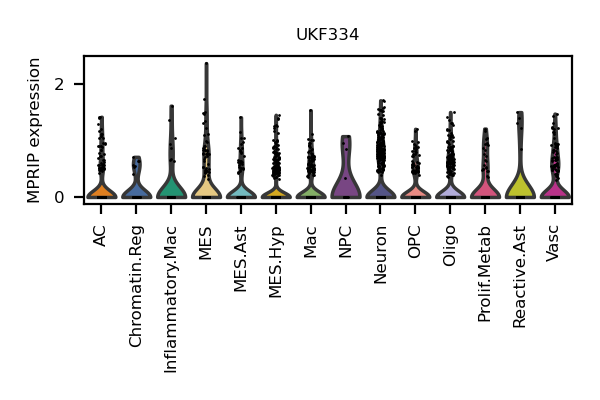 UKF334
MPRIP expression
2
0
AC
Chromatin.Reg
Inflammatory.Mac
MES
MES.Ast
MES.Hyp
Mac
NPC
Neuron
OPC
Oligo
Prolif.Metab
Reactive.Ast
Vasc